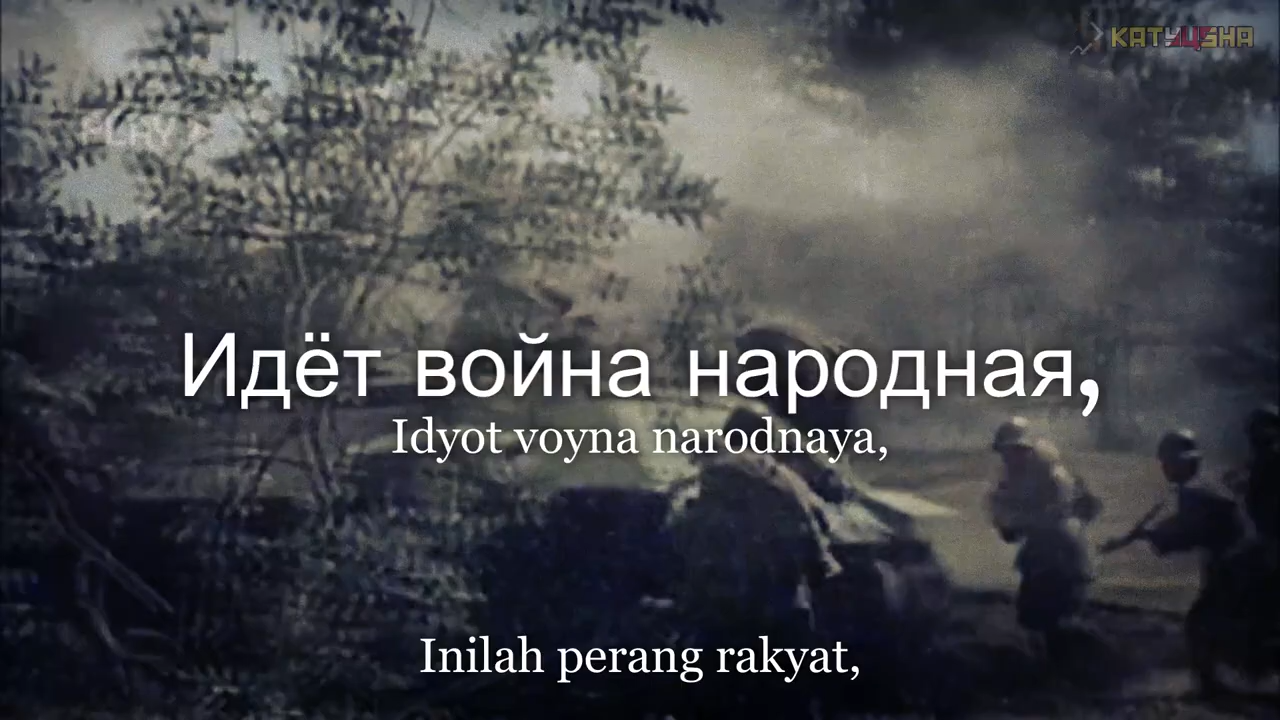 KATYUSHA
Идёт война народная,
Idyot voyna narodnaya,
Inilah perang rakyat,